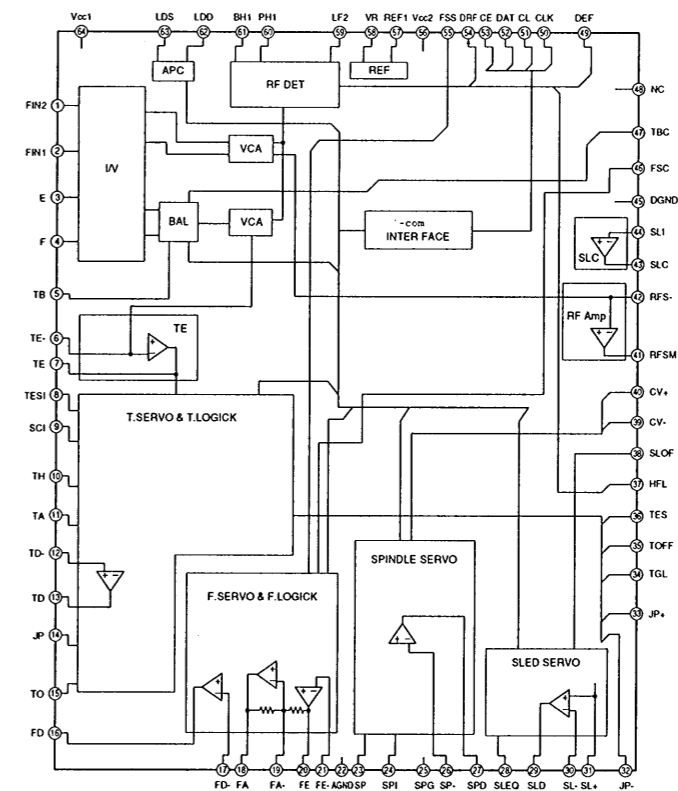 Vcc1 LDS LDD BH1 PH1 LF2 VR REF1 Vcc2 FSS DRF CE DAT CL CLK DEF
64 63 62 61 60 59 58 57 56 55 54 53 52 51 50 49
APC
RF DET
REF
FIN2 1
FIN1 2
E 3
F 4
TB 5
TE- 6
TE 7
TESI 8
SCI 9
TH 10
TA 11
TD- 12
TD 13
JP 14
TO 15
FD 16
I/V
VCA
BAL
VCA
-com
INTER FACE
TE
T.SERVO & T.LOGICK
F.SERVO & F.LOGICK
SPINDLE SERVO
SLED SERVO
SLC
RF Amp
48 NC
47 TBC
46 FSC
45 DGND
44 SLI
43 SLC
42 RFS-
41 RFSM
40 CV+
39 CV-
38 SLOF
37 HFL
36 TES
35 TOFF
34 TGL
33 JP+
17 18 19 20 21 22 23 24 25 26 27 28 29 30 31 32
FD- FA FA- FE FE- AGND SP SPI SPG SP- SPD SLEQ SLD SL- SL+ JP-